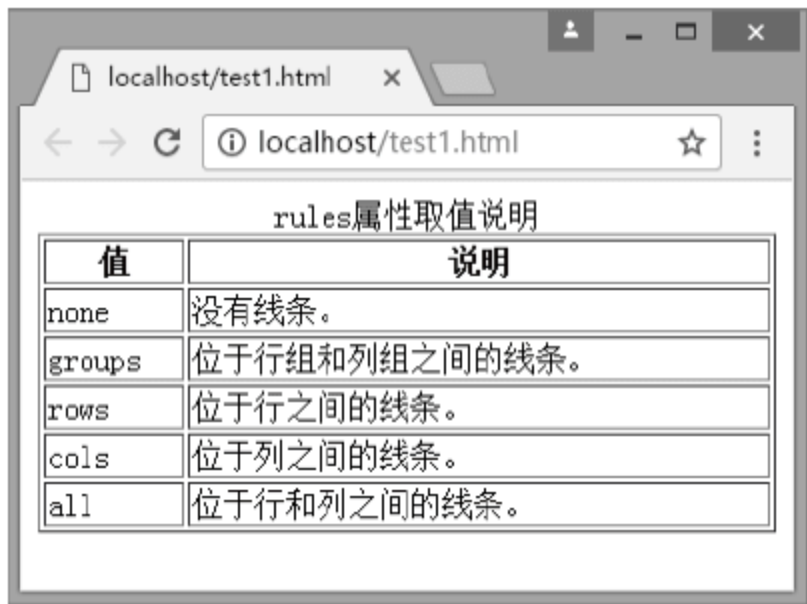 localhost/test1.html
localhost/test1.html
rules属性取值说明
值 说明
none 没有线条。
groups 位于行组和列组之间的线条。
rows 位于行之间的线条。
cols 位于列之间的线条。
all 位于行和列之间的线条。